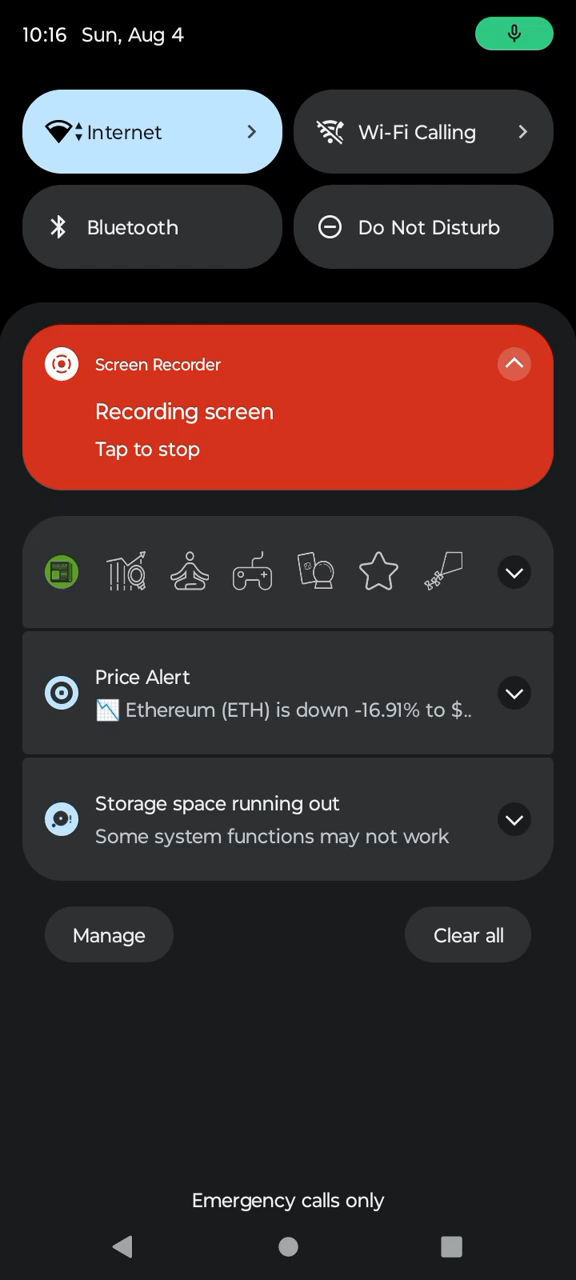 10:16 Sun, Aug 4
Internet
Wi-Fi Calling
Bluetooth
Do Not Disturb
Screen Recorder
Recording screen
Tap to stop
Price Alert
📉 Ethereum (ETH) is down -16.91% to $..
Storage space running out
Some system functions may not work
Manage
Clear all
Emergency calls only